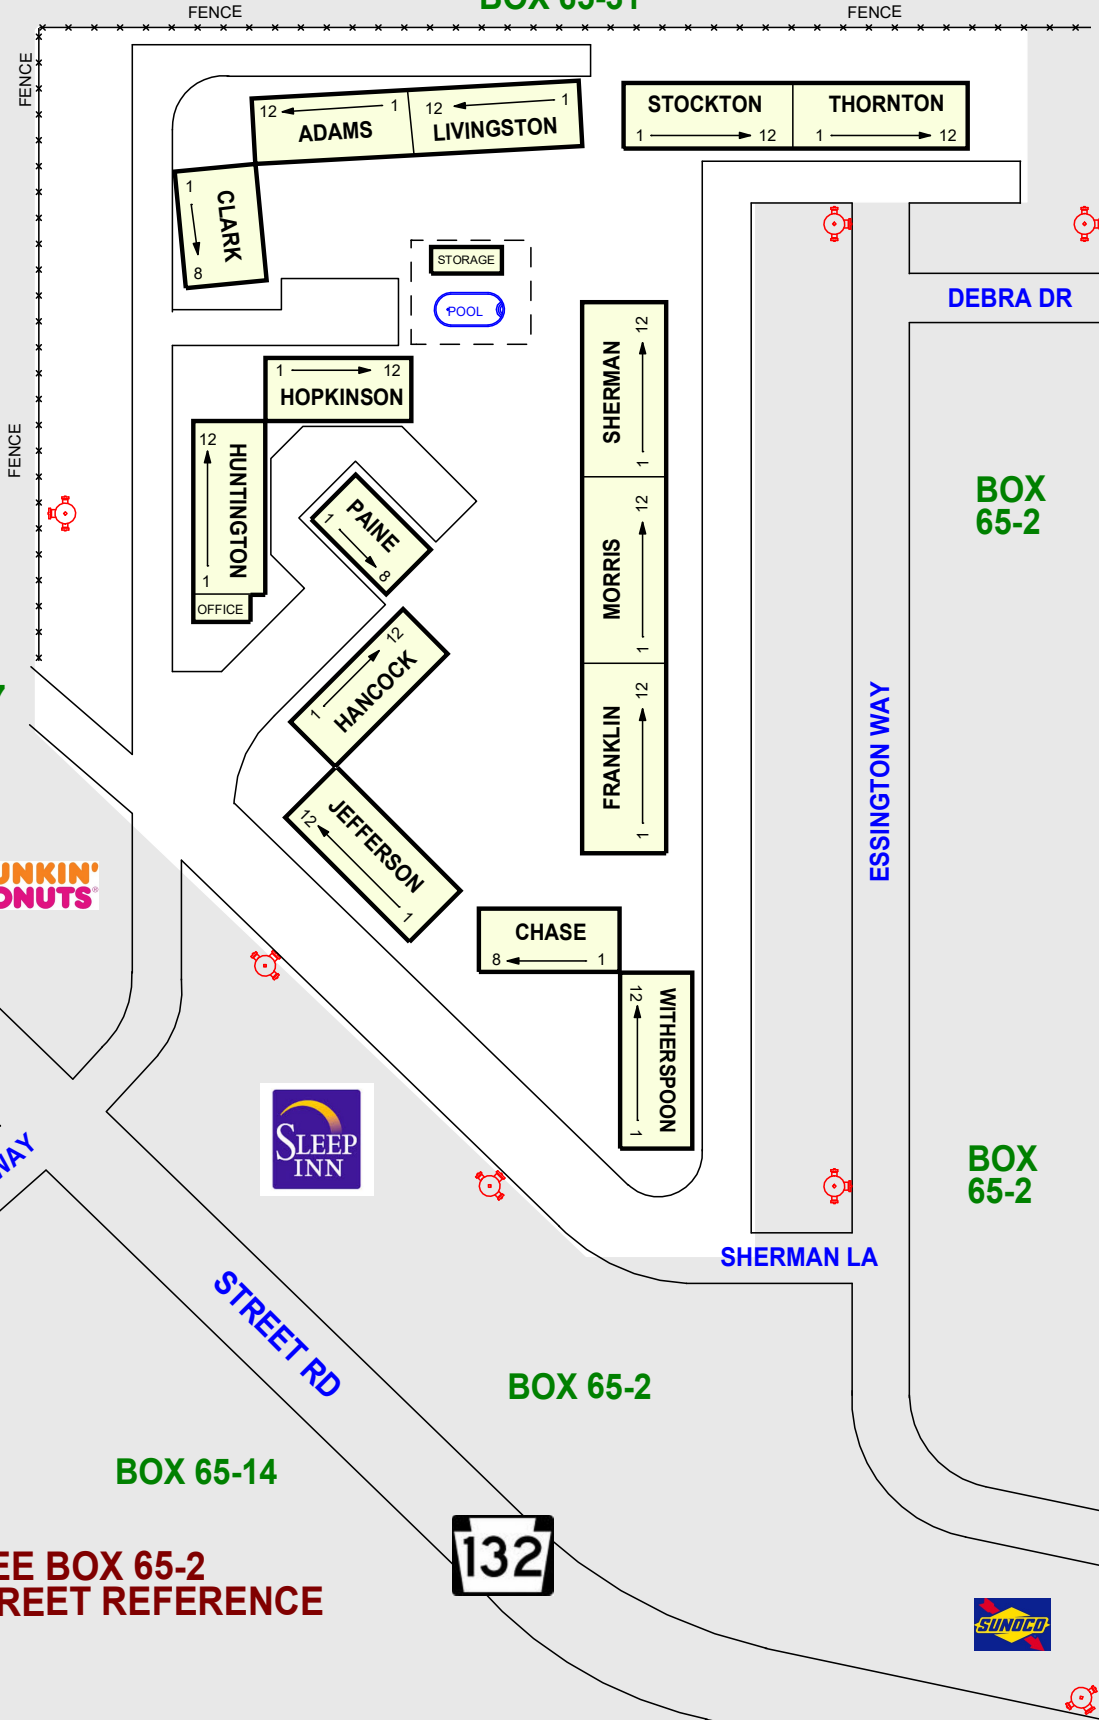 FENCE
FENCE
FENCE
12 1
ADAMS
12 1
LIVINGSTON
STOCKTON
1 12
THORNTON
1 12
1
CLARK
8
STORAGE
POOL
DEBRA DR
1 12
HOPKINSON
FENCE
12
HUNTINGTON
1
OFFICE
PAINE
1
8
12
SHERMAN
1
12
MORRIS
1
12
FRANKLIN
1
BOX
65-2
12
HANCOCK
1
12
JEFFERSON
1
ESSINGTON WAY
CHASE
8 1
12
WITHERSPOON
1
SLEEP
INN
BOX
65-2
SHERMAN LA
STREET RD
BOX 65-2
BOX 65-14
132
BOX 65-2
REFERENCE
SUNOCO